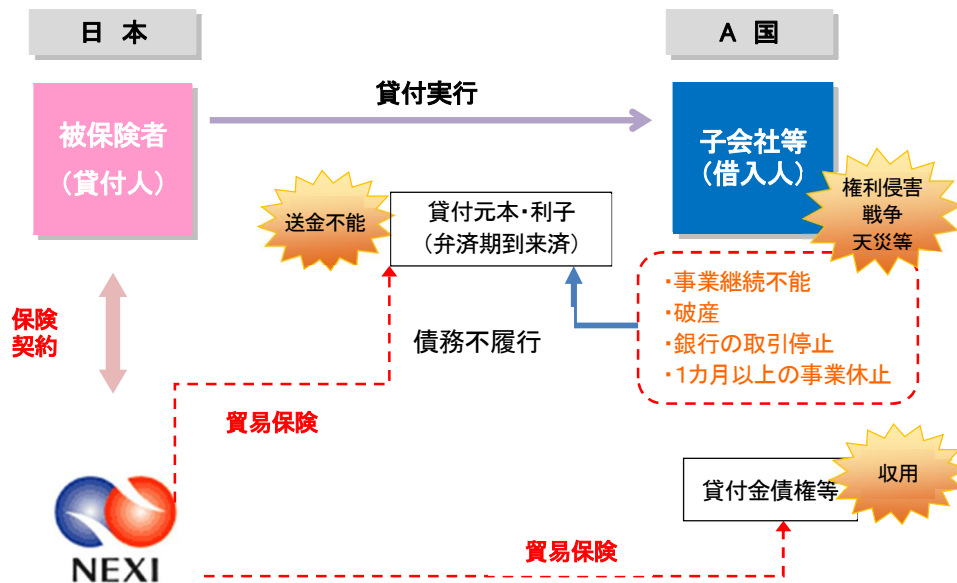 日 本
A 国
貸付実行
被保険者
（貸付人）
子会社等
（借入人）
権利侵害
戦争
天災等
送金不能
貸付元本・利子
（弁済期到来済）
・事業継続不能
・破産
・銀行の取引停止
・1カ月以上の事業休止
保険
契約
債務不履行
貿易保険
収用
貸付金債権等
貿易保険
NEXI